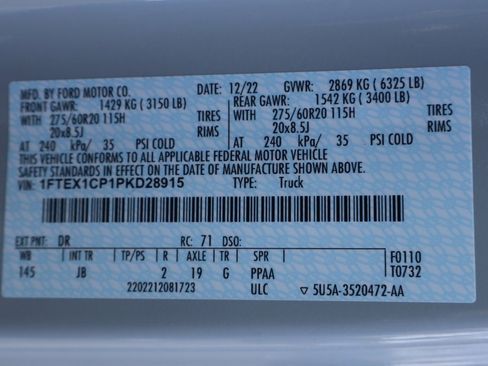 MFD. BY FORD MOTOR CO. DATE: 12/22 GVWR: 2869 KG (6325 LB)
FRONT GAWR: 1429 KG (3150 LB) REAR GAWR: 1542 KG (3400 LB)
WITH 275/60R20 115H TIRES WITH 275/60R20 115H TIRES
20x8.5J RIMS 20x8.5J RIMS
AT 240 kPa/ 35 PSI COLD AT 240 kPa/ 35 PSI COLD
THIS VEHICLE CONFORMS TO ALL APPLICABLE FEDERAL MOTOR VEHICLE
SAFETY STANDARDS IN EFFECT ON THE DATE OF MANUFACTURE SHOWN ABOVE.
VIN: 1FTEX1CP1PKD28915 TYPE: Truck
EXT PNT: DR RC: 71 DSO:
WB INT TR TP/PS R AXLE TR SPR F0110
145 JB 2 19 G PPAA T0732
2202212081723 ULC ▽ 5U5A-3520472-AA